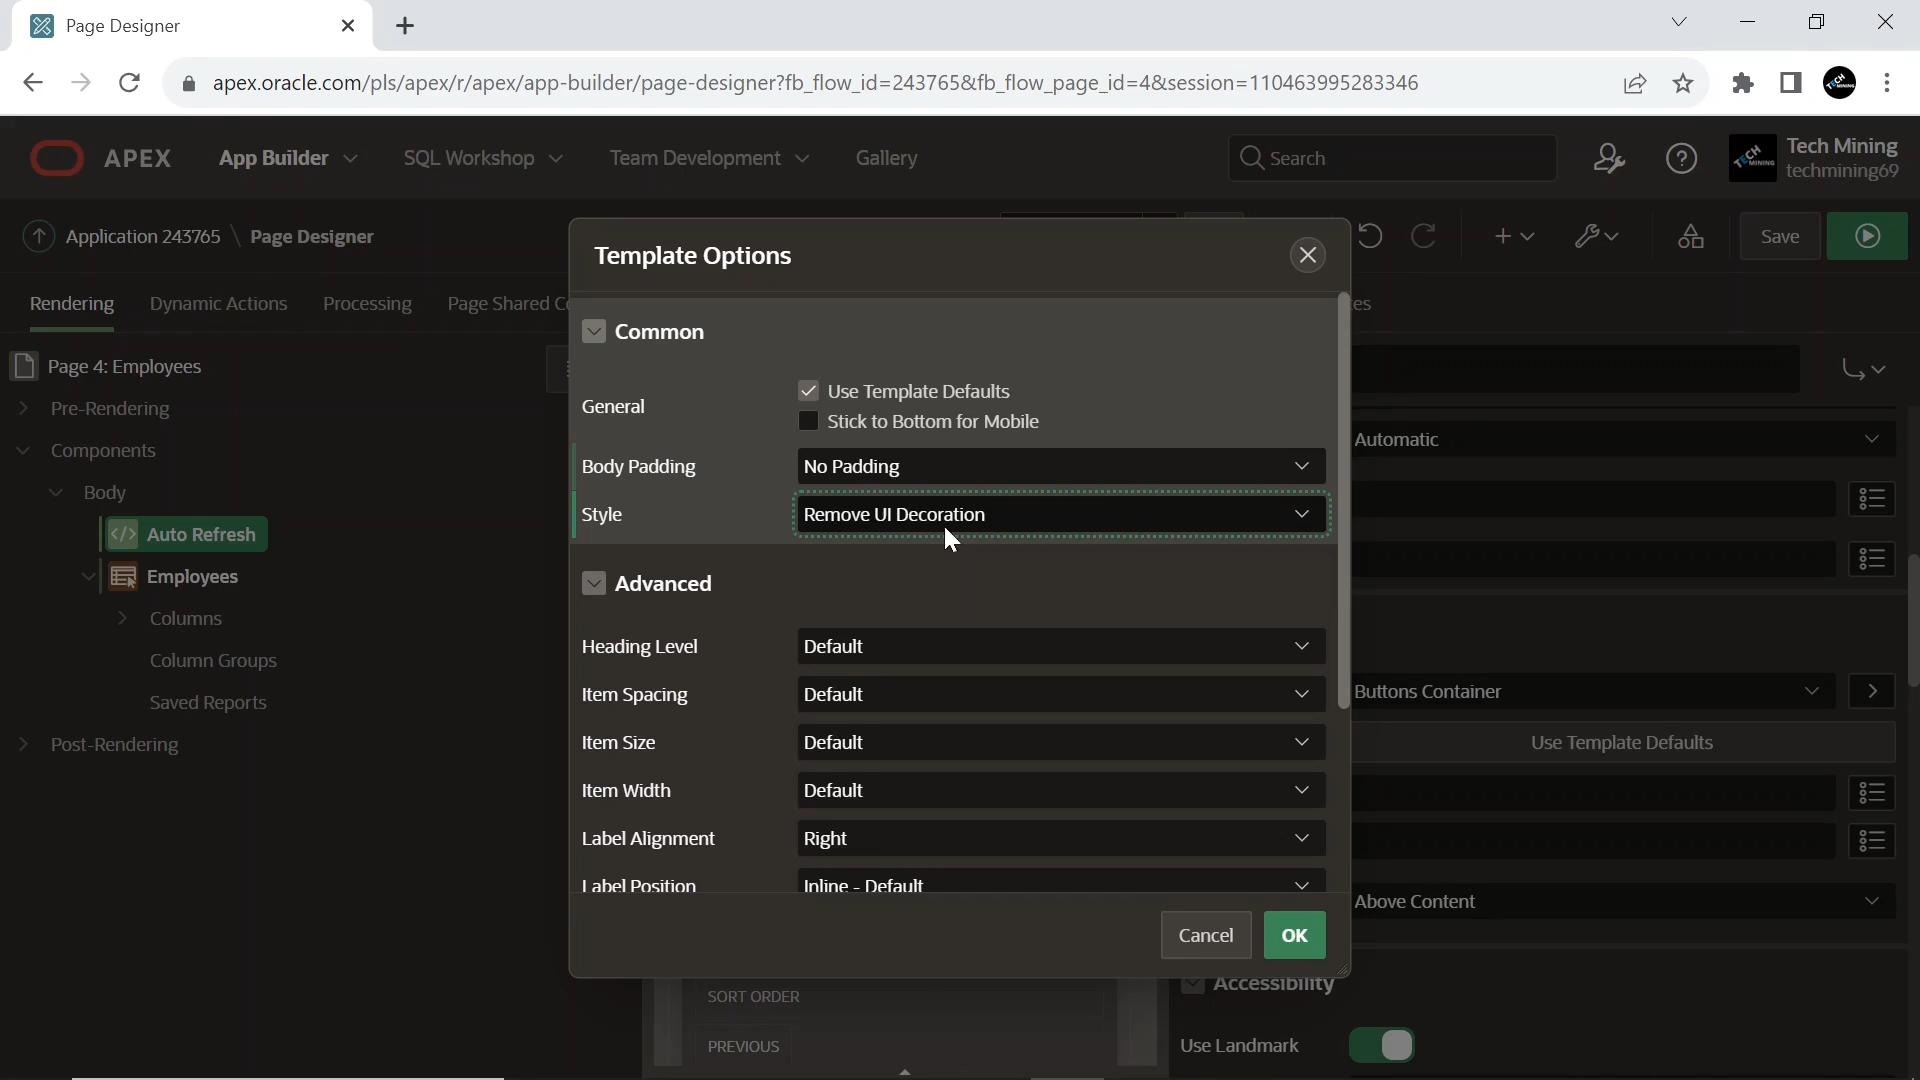 Page Designer
apex.oracle.com/pls/apex/r/apex/app-builder/page-designer?fb_flow_id=243765&fb_flow_page_id=4&session=110463995283346
APEX App Builder SQL Workshop Team Development Gallery Search Tech Mining
techmining69
TECH MINING
Application 243765 \ Page Designer Save
Rendering Dynamic Actions Processing Page Shared Co es
Page 4: Employees
Pre-Rendering
Components
Body
Auto Refresh
Employees
Columns
Column Groups
Saved Reports
Post-Rendering
Template Options
Common
General
Use Template Defaults
Stick to Bottom for Mobile
Body Padding No Padding
Style Remove UI Decoration
Advanced
Heading Level Default
Item Spacing Default
Item Size Default
Item Width Default
Label Alignment Right
Label Position Inline - Default
Cancel OK
Automatic
Buttons Container
Use Template Defaults
Above Content
Accessibility
Use Landmark
SORT ORDER
PREVIOUS